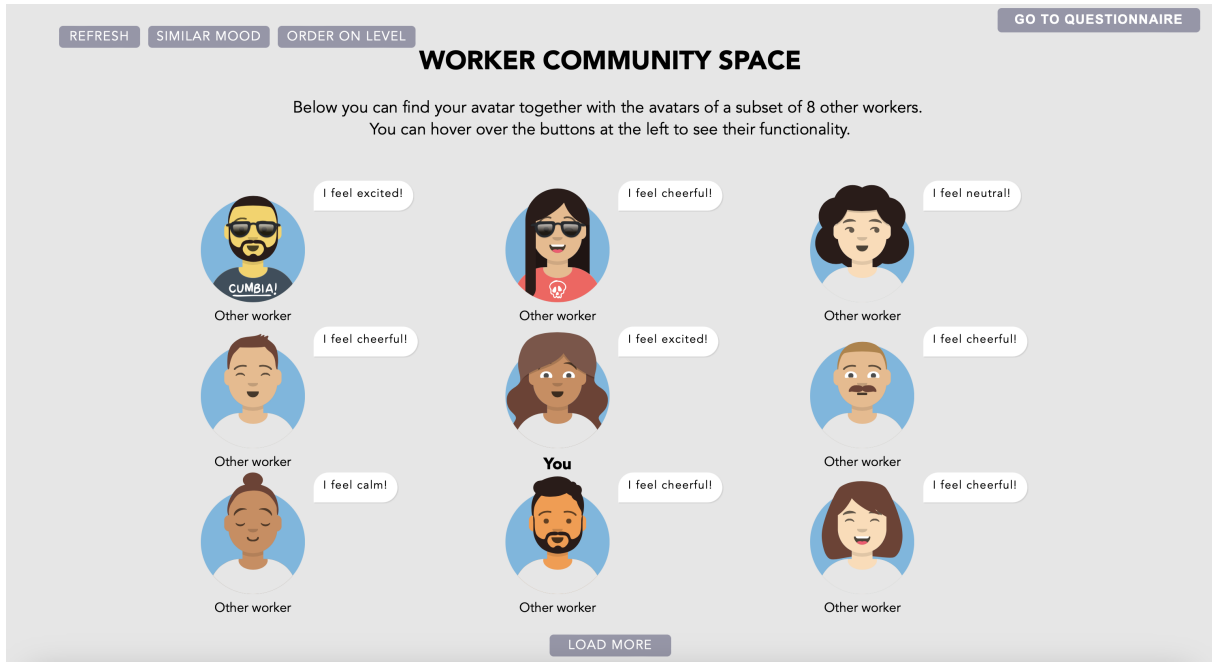 GO TO QUESTIONNAIRE
REFRESH SIMILAR MOOD ORDER ON LEVEL
WORKER COMMUNITY SPACE
Below you can find your avatar together with the avatars of a subset of 8 other workers.
You can hover over the buttons at the left to see their functionality.
I feel excited! I feel cheerful! I feel neutral!
CUMBIA!
Other worker Other worker Other worker
I feel cheerful! I feel excited! I feel cheerful!
Other worker You Other worker
I feel calm! I feel cheerful! I feel cheerful!
Other worker Other worker Other worker
LOAD MORE